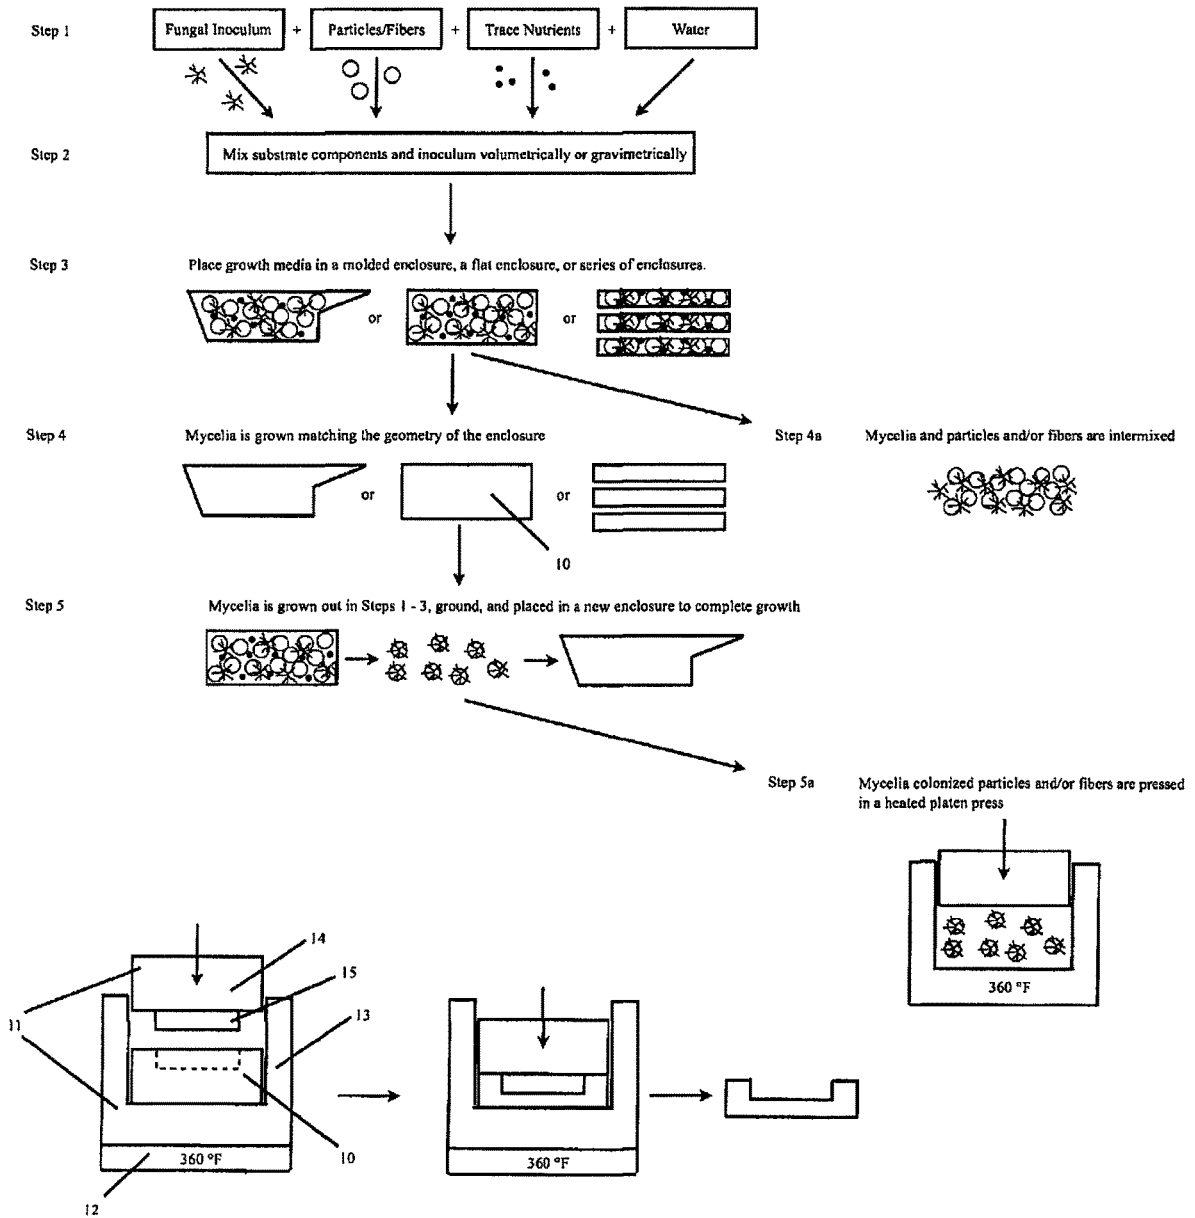 Step 1
Fungal Inoculum + Particles/Fibers + Trace Nutrients + Water
Step 2
Mix substrate components and inoculum volumetrically or gravimetrically
Step 3
Place growth media in a molded enclosure, a flat enclosure, or series of enclosures.
or
or
Step 4
Mycelia is grown matching the geometry of the enclosure
Step 4a
Mycelia and particles and/or fibers are intermixed
or
or
10
Step 5
Mycelia is grown out in Steps 1 - 3, ground, and placed in a new enclosure to complete growth
Step 5a
Mycelia colonized particles and/or fibers are pressed
in a heated platen press
360 °F
14
15
11
13
10
360 °F
12
360 °F